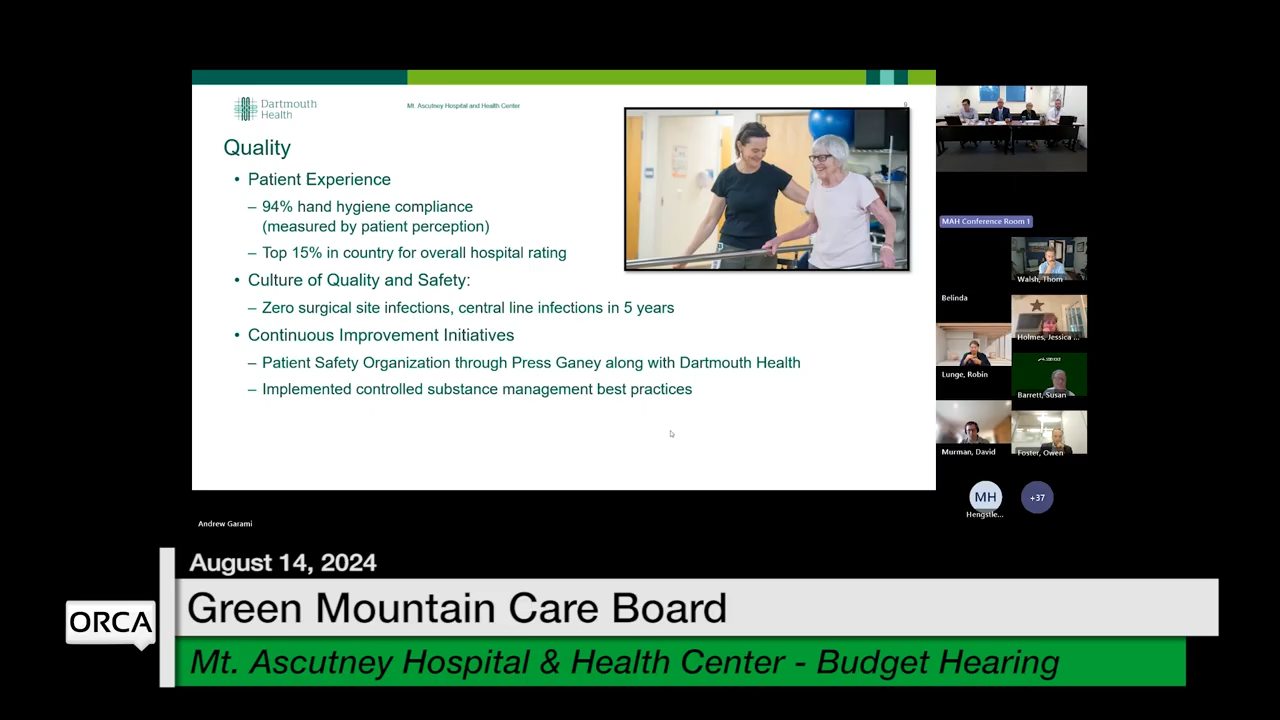 Dartmouth
Health
Mt. Ascutney Hospital and Health Center
9
Quality
• Patient Experience
– 94% hand hygiene compliance
(measured by patient perception)
– Top 15% in country for overall hospital rating
• Culture of Quality and Safety:
– Zero surgical site infections, central line infections in 5 years
• Continuous Improvement Initiatives
– Patient Safety Organization through Press Ganey along with Dartmouth Health
– Implemented controlled substance management best practices
MAH Conference Room 1
Walsh, Thom
Belinda
Holmes, Jessica ...
Lunge, Robin
Barrett, Susan
Murman, David
Foster, Owen
MH
+37
Hengstle...
Andrew Garami
August 14, 2024
ORCA
Green Mountain Care Board
Mt. Ascutney Hospital & Health Center - Budget Hearing